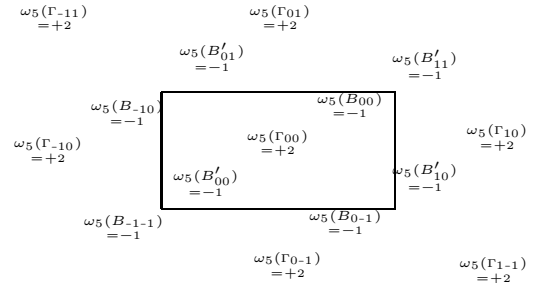 ω₅(Γ₋₁₁)
=+2
ω₅(Γ₀₁)
=+2
ω₅(B′₀₁)
=−1
ω₅(B′₁₁)
=−1
ω₅(B₋₁₀)
=−1
ω₅(B₀₀)
=−1
ω₅(Γ₋₁₀)
=+2
ω₅(Γ₀₀)
=+2
ω₅(Γ₁₀)
=+2
ω₅(B′₀₀)
=−1
ω₅(B′₁₀)
=−1
ω₅(B₋₁₋₁)
=−1
ω₅(B₀₋₁)
=−1
ω₅(Γ₀₋₁)
=+2
ω₅(Γ₁₋₁)
=+2